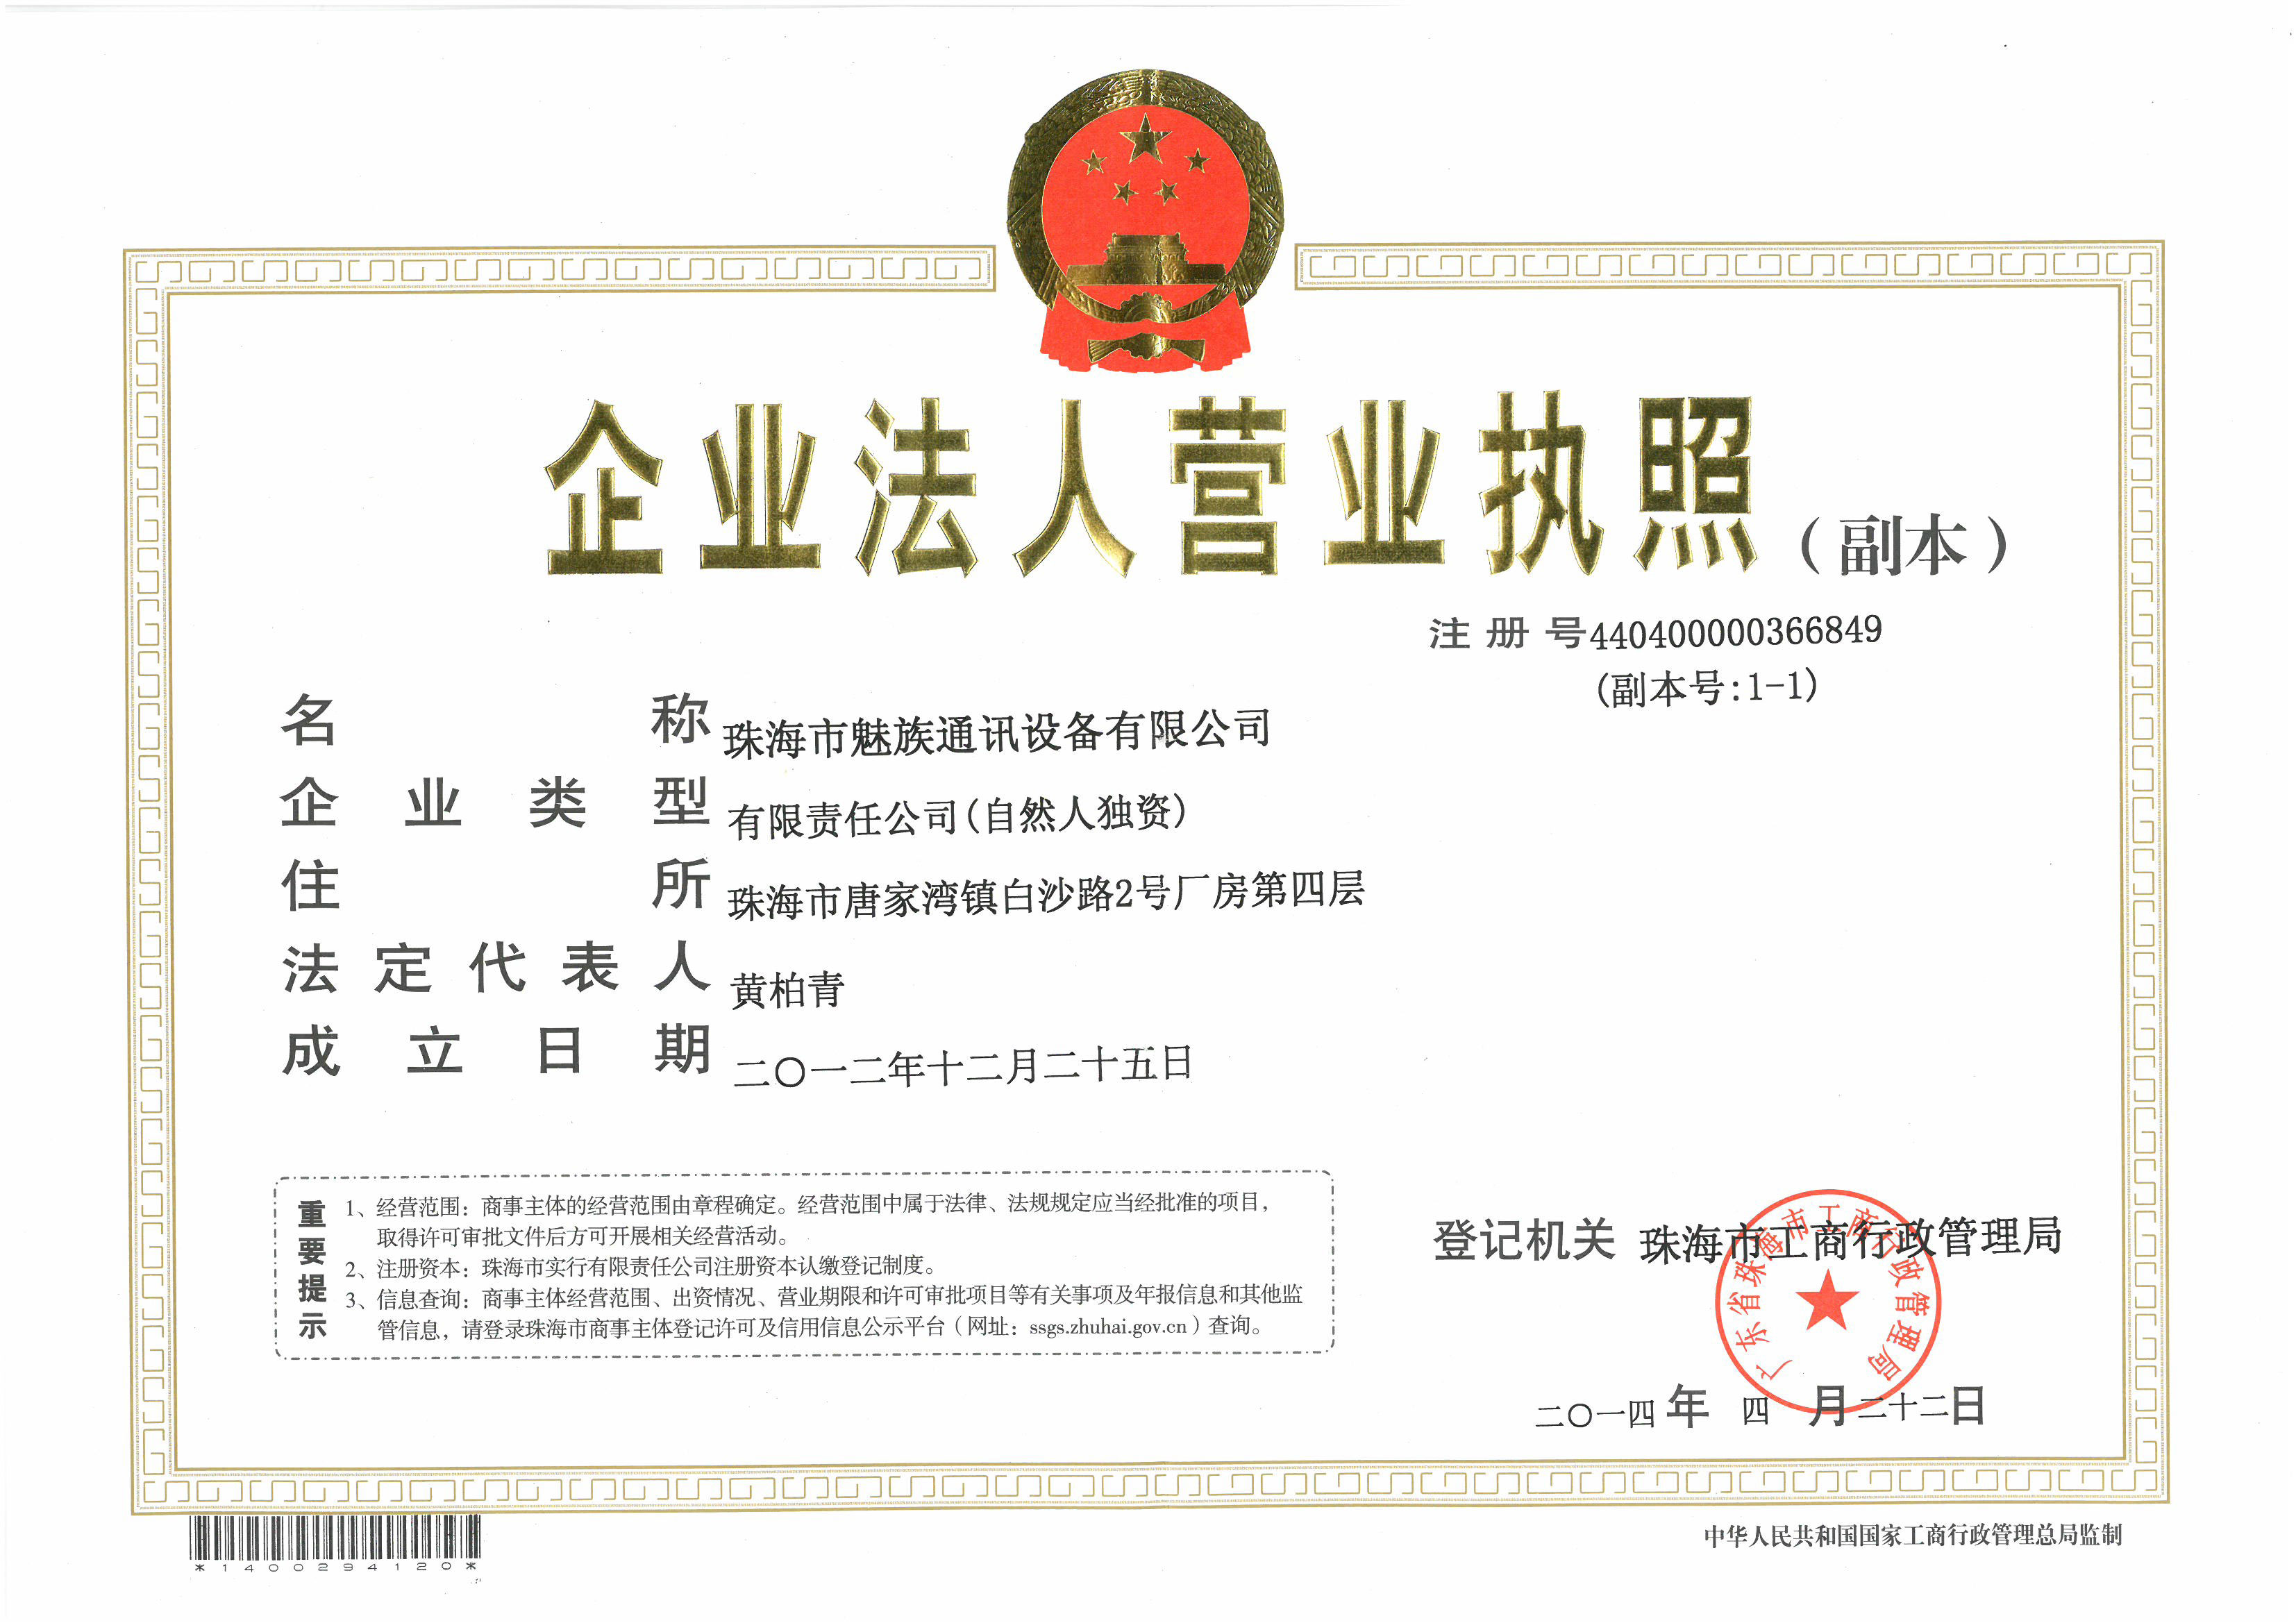 企业法人营业执照（副本）
注册号440400000366849
(副本号:1-1)
名称 珠海市魅族通讯设备有限公司
企业类型 有限责任公司(自然人独资)
住所 珠海市唐家湾镇白沙路2号厂房第四层
法定代表人 黄柏青
成立日期 二〇一二年十二月二十五日
重要提示
1、经营范围：商事主体的经营范围由章程确定。经营范围中属于法律、法规规定应当经批准的项目，
取得许可审批文件后方可开展相关经营活动。
2、注册资本：珠海市实行有限责任公司注册资本认缴登记制度。
3、信息查询：商事主体经营范围、出资情况、营业期限和许可审批项目等有关事项及年报信息和其他监
管信息，请登录珠海市商事主体登记许可及信用信息公示平台（网址：ssgs.zhuhai.gov.cn）查询。
登记机关 珠海市工商行政管理局
广东省珠海市工商行政管理局
二〇一四年四月二十二日
*1400294120*
中华人民共和国国家工商行政管理总局监制